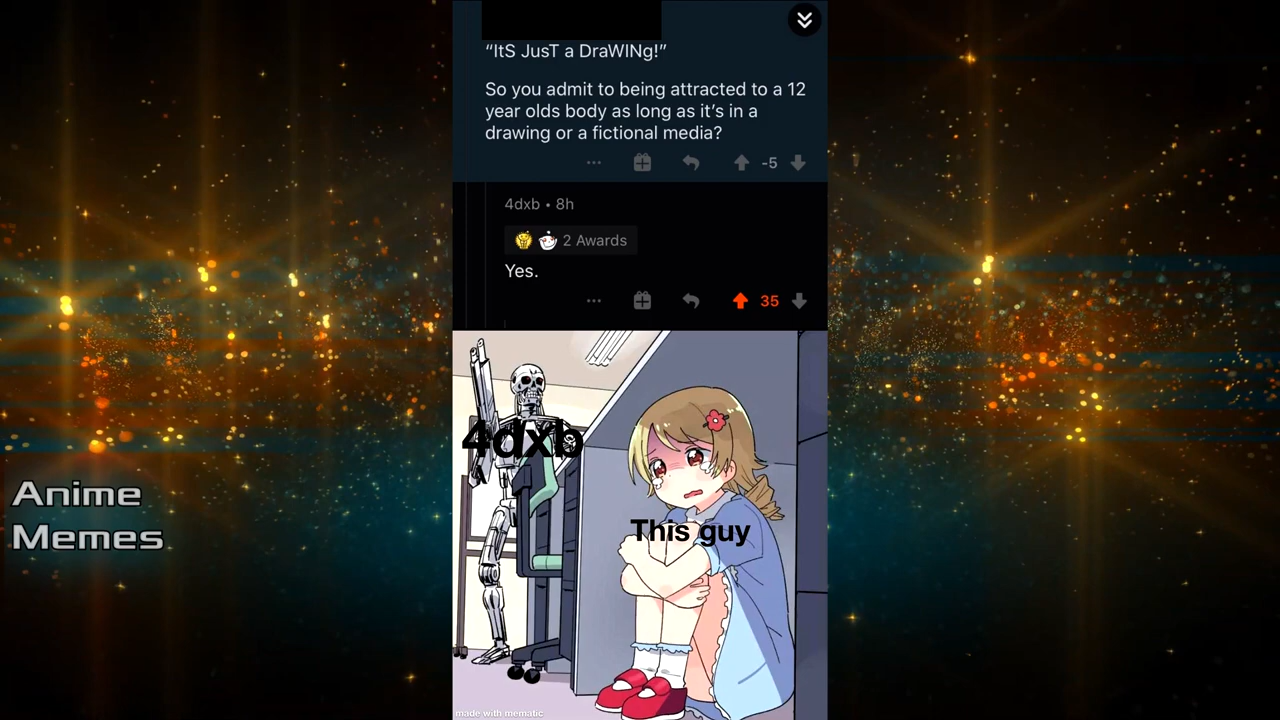 “ItS JusT a DraWINg!”
So you admit to being attracted to a 12
year olds body as long as it’s in a
drawing or a fictional media?
-5
4dxb • 8h
2 Awards
Yes.
35
4dxb
This guy
Anime
Memes
made with mematic